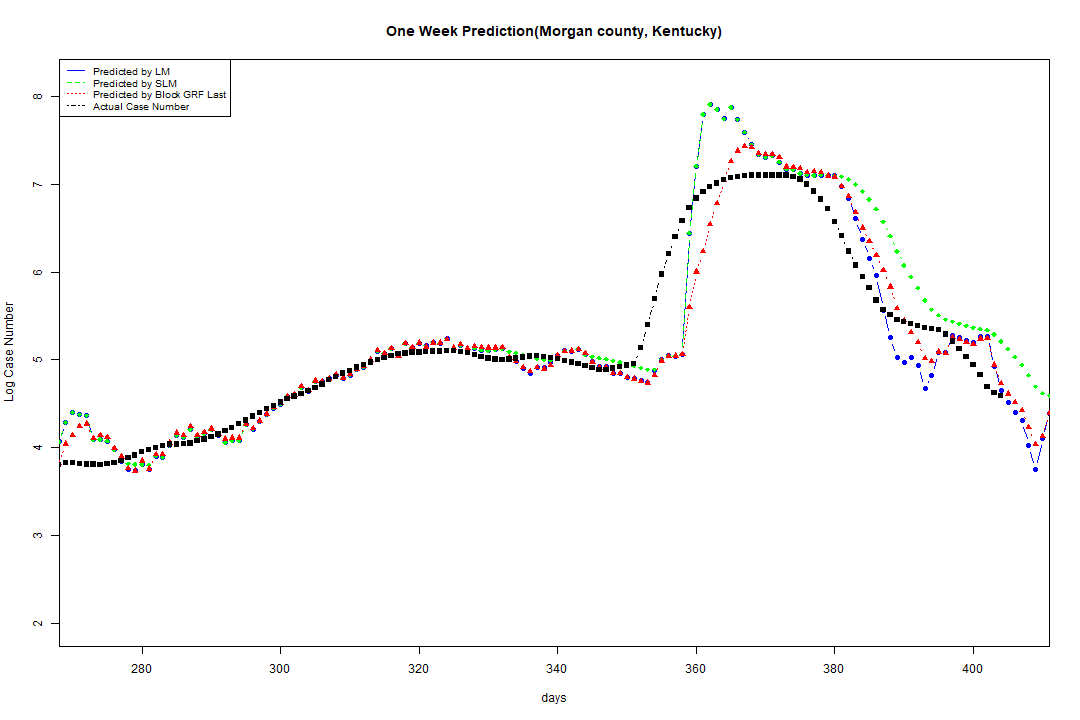 One Week Prediction(Morgan county, Kentucky)
Predicted by LM
Predicted by SLM
Predicted by Block GRF Last
Actual Case Number
8
7
6
5
4
3
2
Log Case Number
280 300 320 340 360 380 400
days